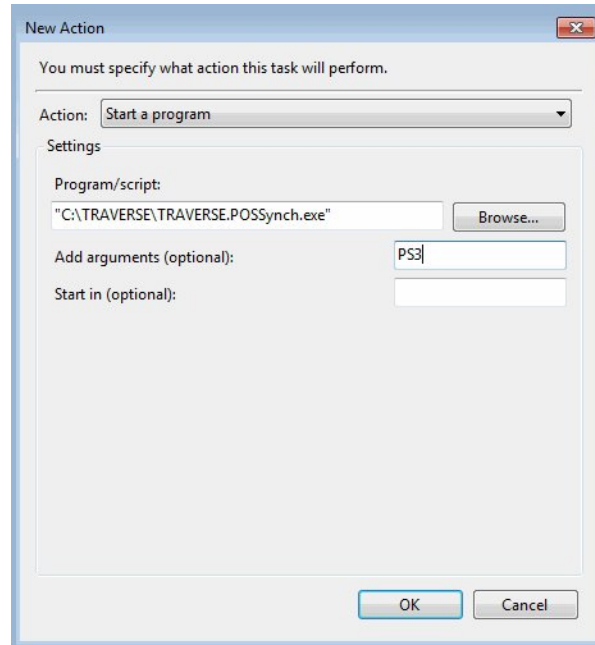 New Action
You must specify what action this task will perform.
Action: Start a program
Settings
Program/script:
"C:\TRAVERSE\TRAVERSE.POSSynch.exe" Browse...
Add arguments (optional): PS3
Start in (optional):
OK Cancel